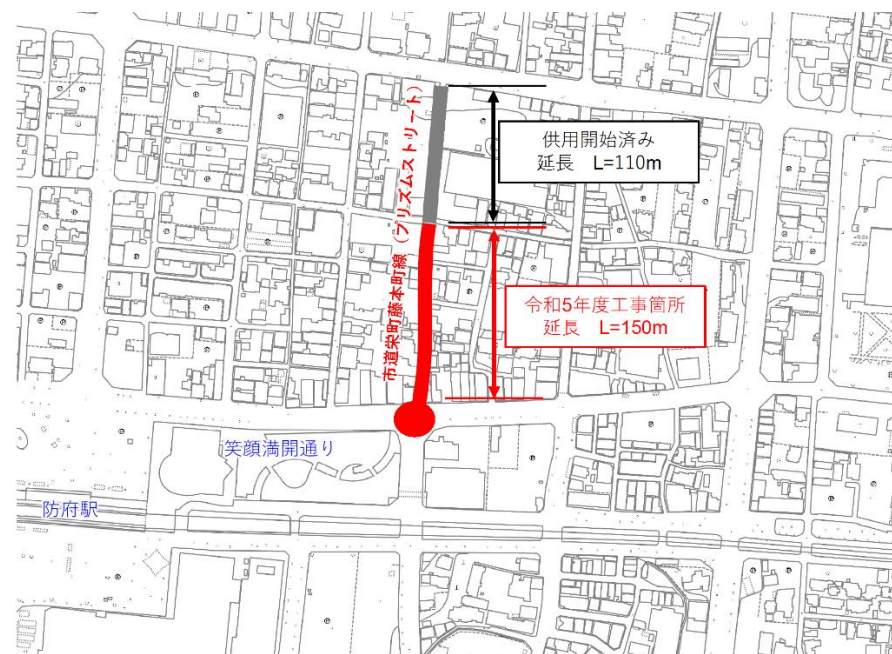 供用開始済み
延長 L=110m
市道栄町藤本町線(プリズムストリート)
令和5年度工事箇所
延長 L=150m
笑顔満開通り
防府駅